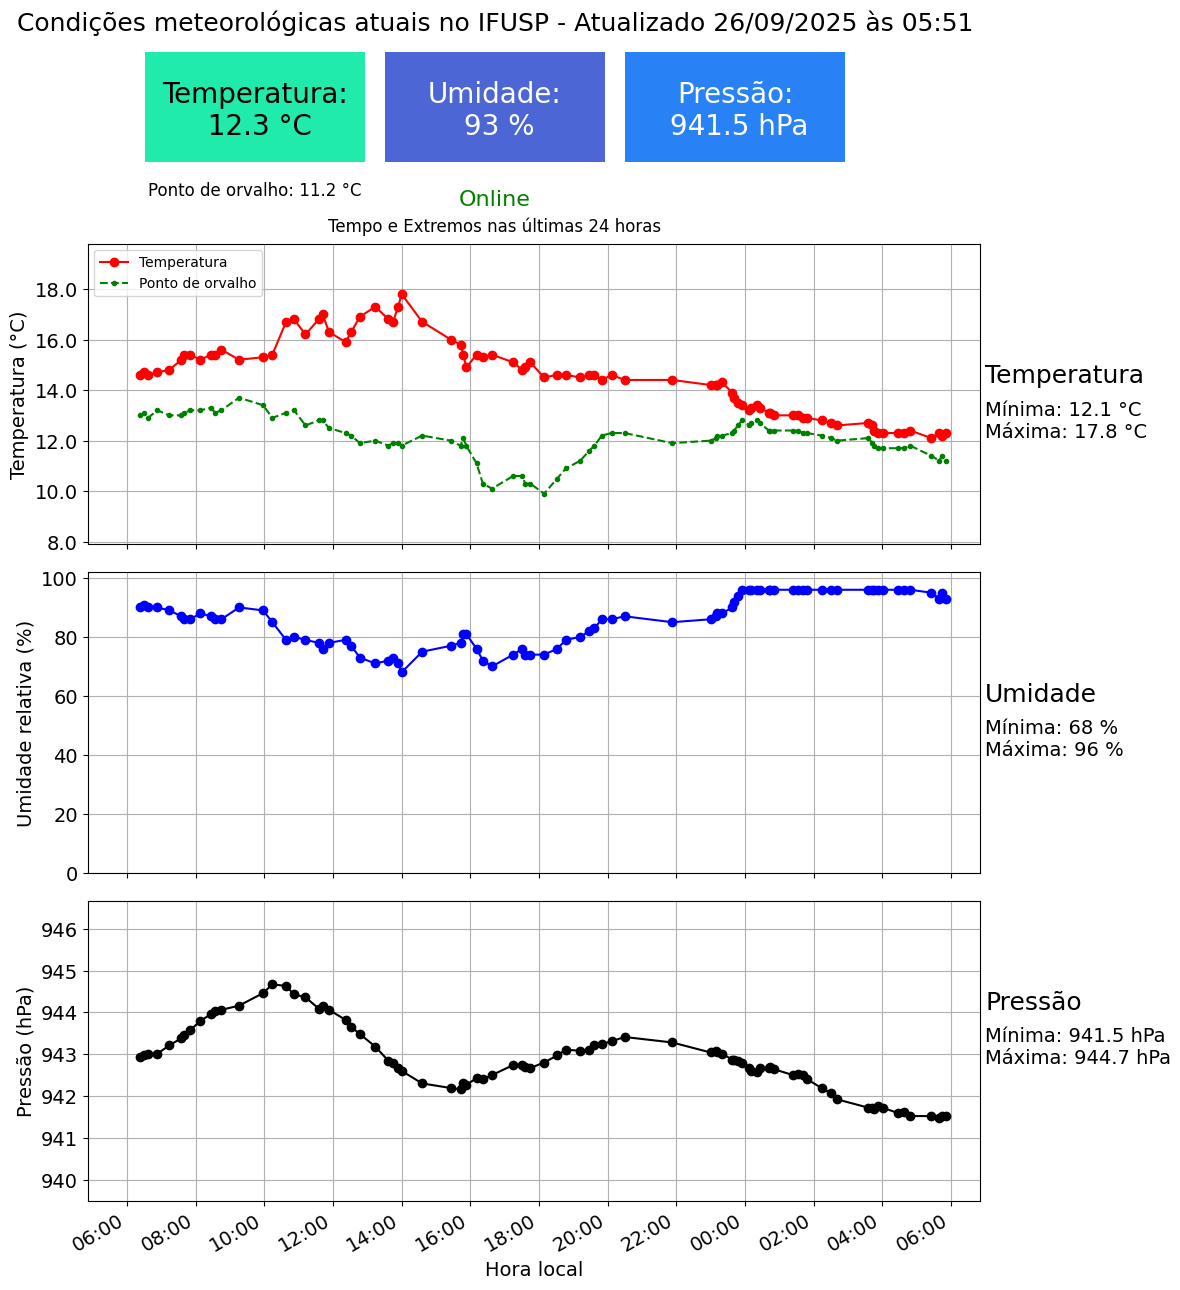 Condições meteorológicas atuais no IFUSP - Atualizado 26/09/2025 às 05:51
Temperatura:
12.3 °C
Umidade:
93 %
Pressão:
941.5 hPa
Ponto de orvalho: 11.2 °C
Online
Tempo e Extremos nas últimas 24 horas
Temperatura
Ponto de orvalho
Temperatura (°C)
18.0
16.0
14.0
12.0
10.0
8.0
Temperatura
Mínima: 12.1 °C
Máxima: 17.8 °C
Umidade relativa (%)
100
80
60
40
20
0
Umidade
Mínima: 68 %
Máxima: 96 %
Pressão (hPa)
946
945
944
943
942
941
940
Pressão
Mínima: 941.5 hPa
Máxima: 944.7 hPa
06:00 08:00 10:00 12:00 14:00 16:00 18:00 20:00 22:00 00:00 02:00 04:00 06:00
Hora local